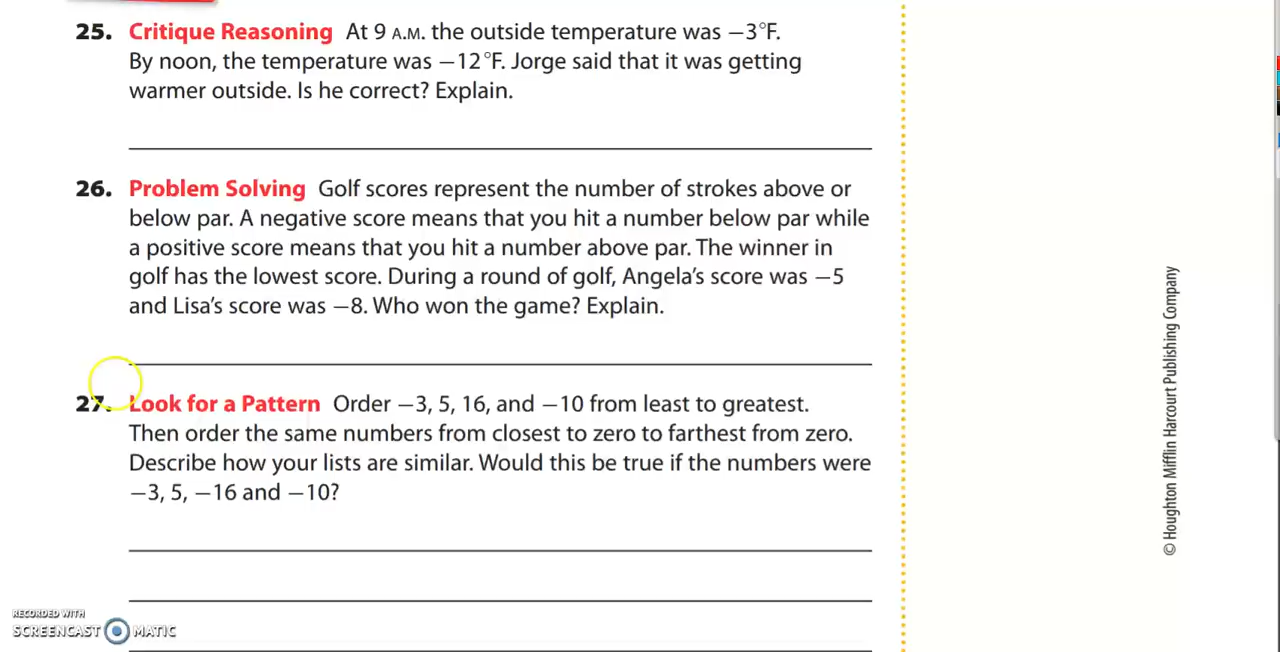 25. Critique Reasoning At 9 A.M. the outside temperature was −3°F.
By noon, the temperature was −12°F. Jorge said that it was getting
warmer outside. Is he correct? Explain.
26. Problem Solving Golf scores represent the number of strokes above or
below par. A negative score means that you hit a number below par while
a positive score means that you hit a number above par. The winner in
golf has the lowest score. During a round of golf, Angela's score was −5
and Lisa's score was −8. Who won the game? Explain.
27. Look for a Pattern Order −3, 5, 16, and −10 from least to greatest.
Then order the same numbers from closest to zero to farthest from zero.
Describe how your lists are similar. Would this be true if the numbers were
−3, 5, −16 and −10?
© Houghton Mifflin Harcourt Publishing Company
RECORDED WITH
SCREENCAST MATIC